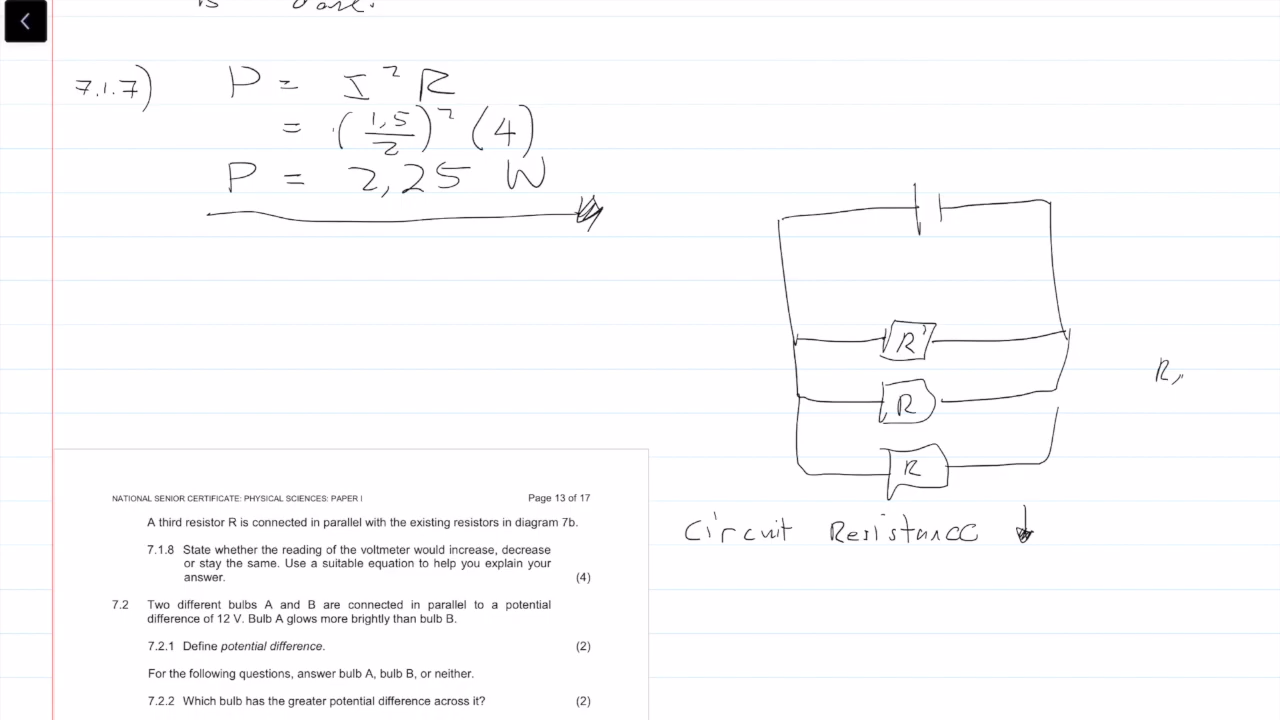 is dark.
7.1.7) P = I² R
= (1,5/2)² (4)
P = 2,25 W
R
R
R,
R
Circuit Resistance ↓
NATIONAL SENIOR CERTIFICATE: PHYSICAL SCIENCES: PAPER I Page 13 of 17
A third resistor R is connected in parallel with the existing resistors in diagram 7b.
7.1.8 State whether the reading of the voltmeter would increase, decrease
or stay the same. Use a suitable equation to help you explain your
answer. (4)
7.2 Two different bulbs A and B are connected in parallel to a potential
difference of 12 V. Bulb A glows more brightly than bulb B.
7.2.1 Define potential difference. (2)
For the following questions, answer bulb A, bulb B, or neither.
7.2.2 Which bulb has the greater potential difference across it? (2)